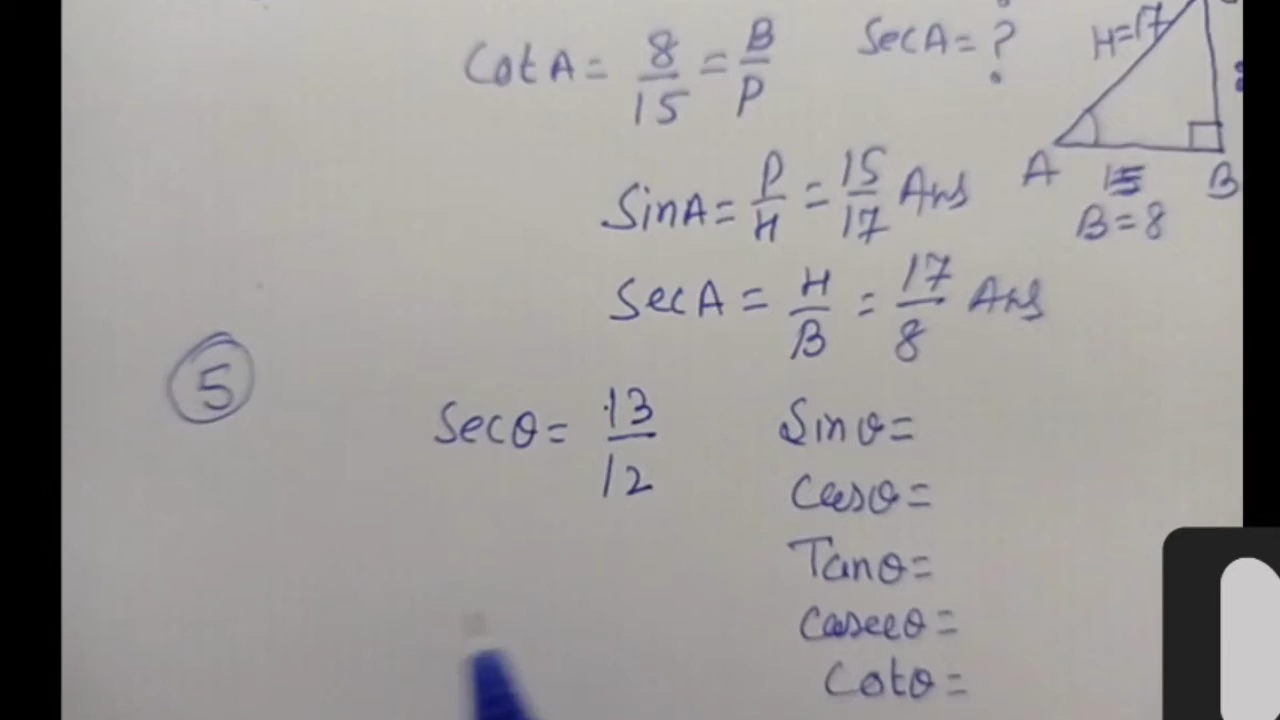 CotA = 8/15 = B/P SecA = ? H=17
SinA = P/H = 15/17 Ans A 15 B
B=8
SecA = H/B = 17/8 Ans
5
Secθ = 13/12 Sinθ =
Cosθ =
Tanθ =
Cosecθ =
Cotθ =